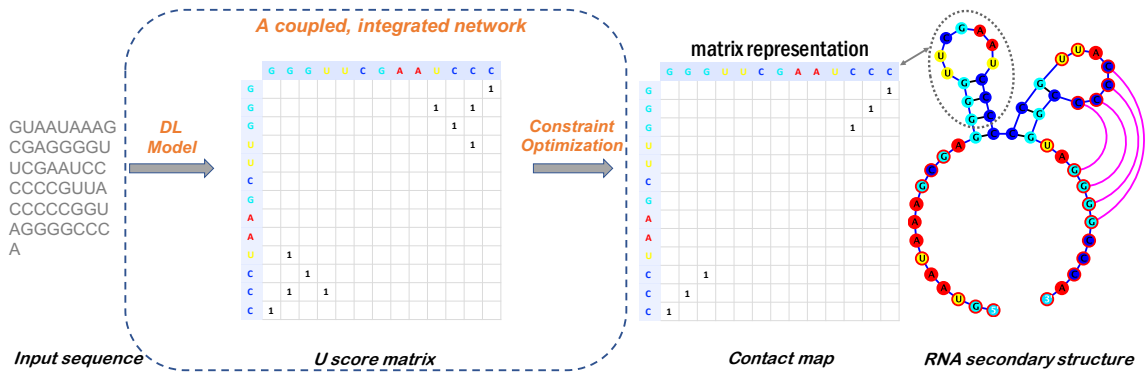 A coupled, integrated network
GUAAUAAAG
CGAGGGGU
UCGAAUCC
CCCCGUUA
CCCCCGGU
AGGGGCCC
A
DL
Model
G G G U U C G A A U C C C
G 1
G 1 1
G 1
U 1
U
C
G
A
A
U 1
C 1
C 1 1
C 1
Constraint
Optimization
matrix representation
G G G U U C G A A U C C C
G 1
G 1
G 1
U
U
C
G
A
A
U
C 1
C 1
C 1
Input sequence
U score matrix
Contact map
RNA secondary structure